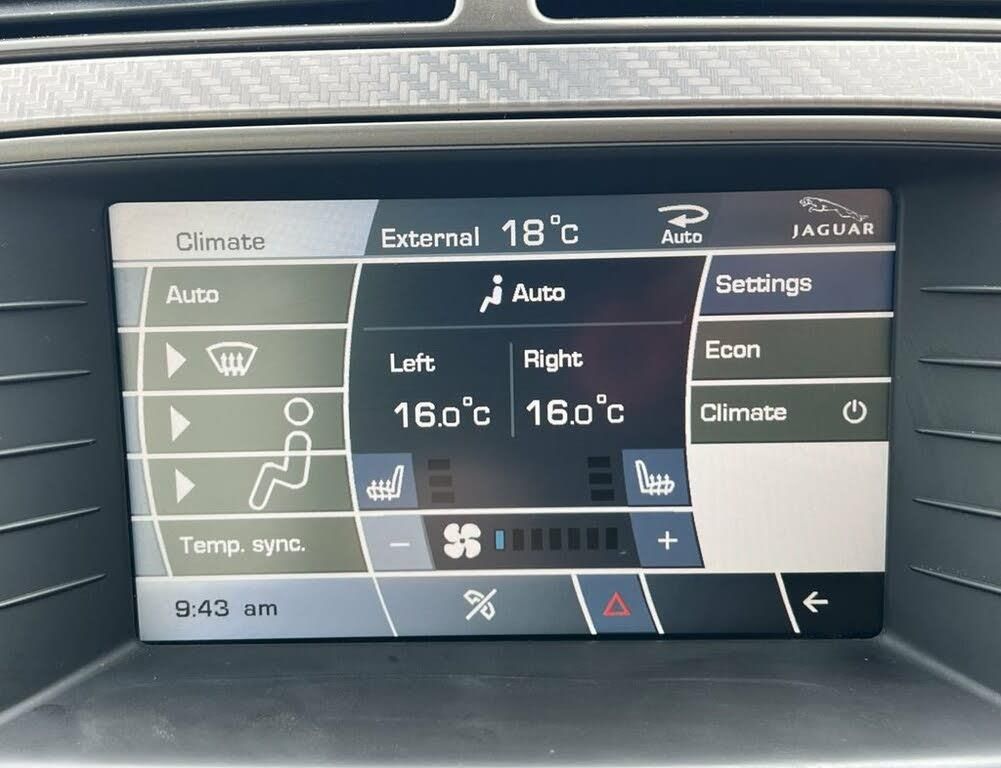 Climate
External 18°C
Auto
JAGUAR
Auto
Auto
Settings
Left
Right
Econ
16.0°C
16.0°C
Climate
Temp. sync.
- +
9:43 am